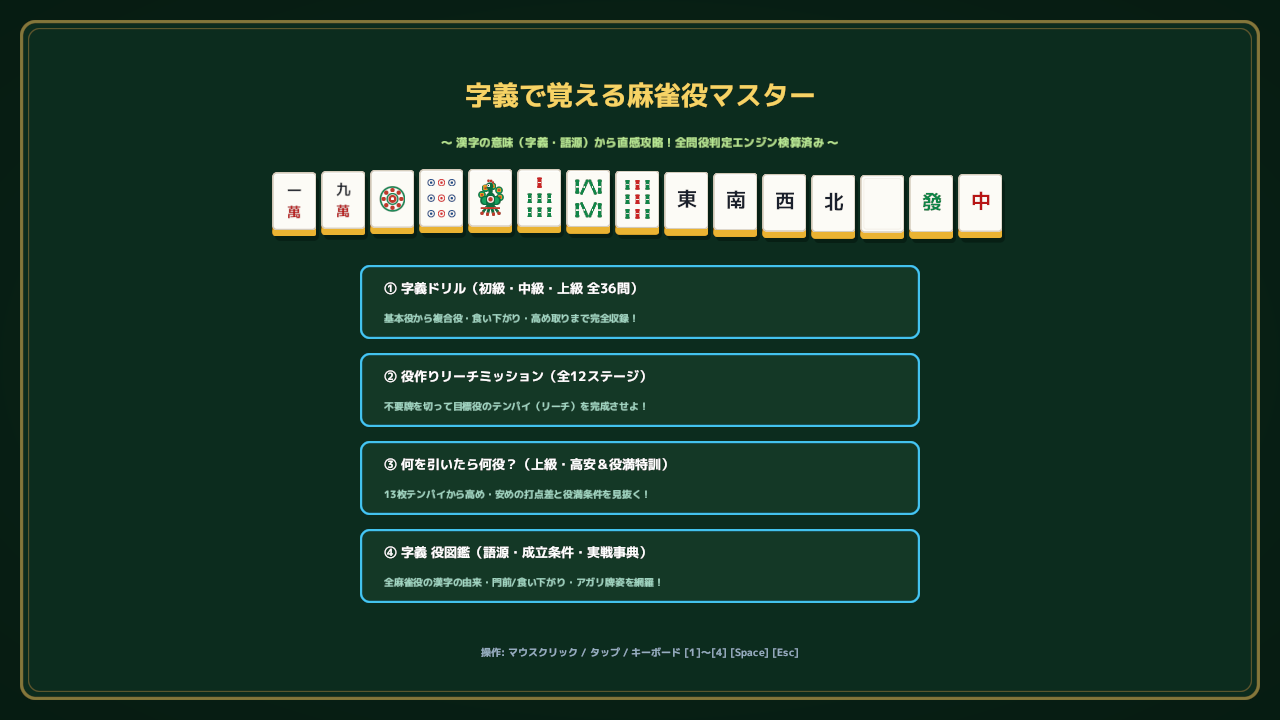 字義で覚える麻雀役マスター
〜 漢字の意味（字義・語源）から直感攻略！全問役判定エンジン検算済み 〜
一萬 九萬 東 南 西 北 發 中
① 字義ドリル（初級・中級・上級 全36問）
基本役から複合役・食い下がり・高め取りまで完全収録！
② 役作りリーチミッション（全12ステージ）
不要牌を切って目標役のテンパイ（リーチ）を完成させよ！
③ 何を引いたら何役？（上級・高安＆役満特訓）
13枚テンパイから高め・安めの打点差と役満条件を見抜く！
④ 字義 役図鑑（語源・成立条件・実戦事典）
全麻雀役の漢字の由来・門前/食い下がり・アガリ牌姿を網羅！
操作: マウスクリック / タップ / キーボード [1]〜[4] [Space] [Esc]